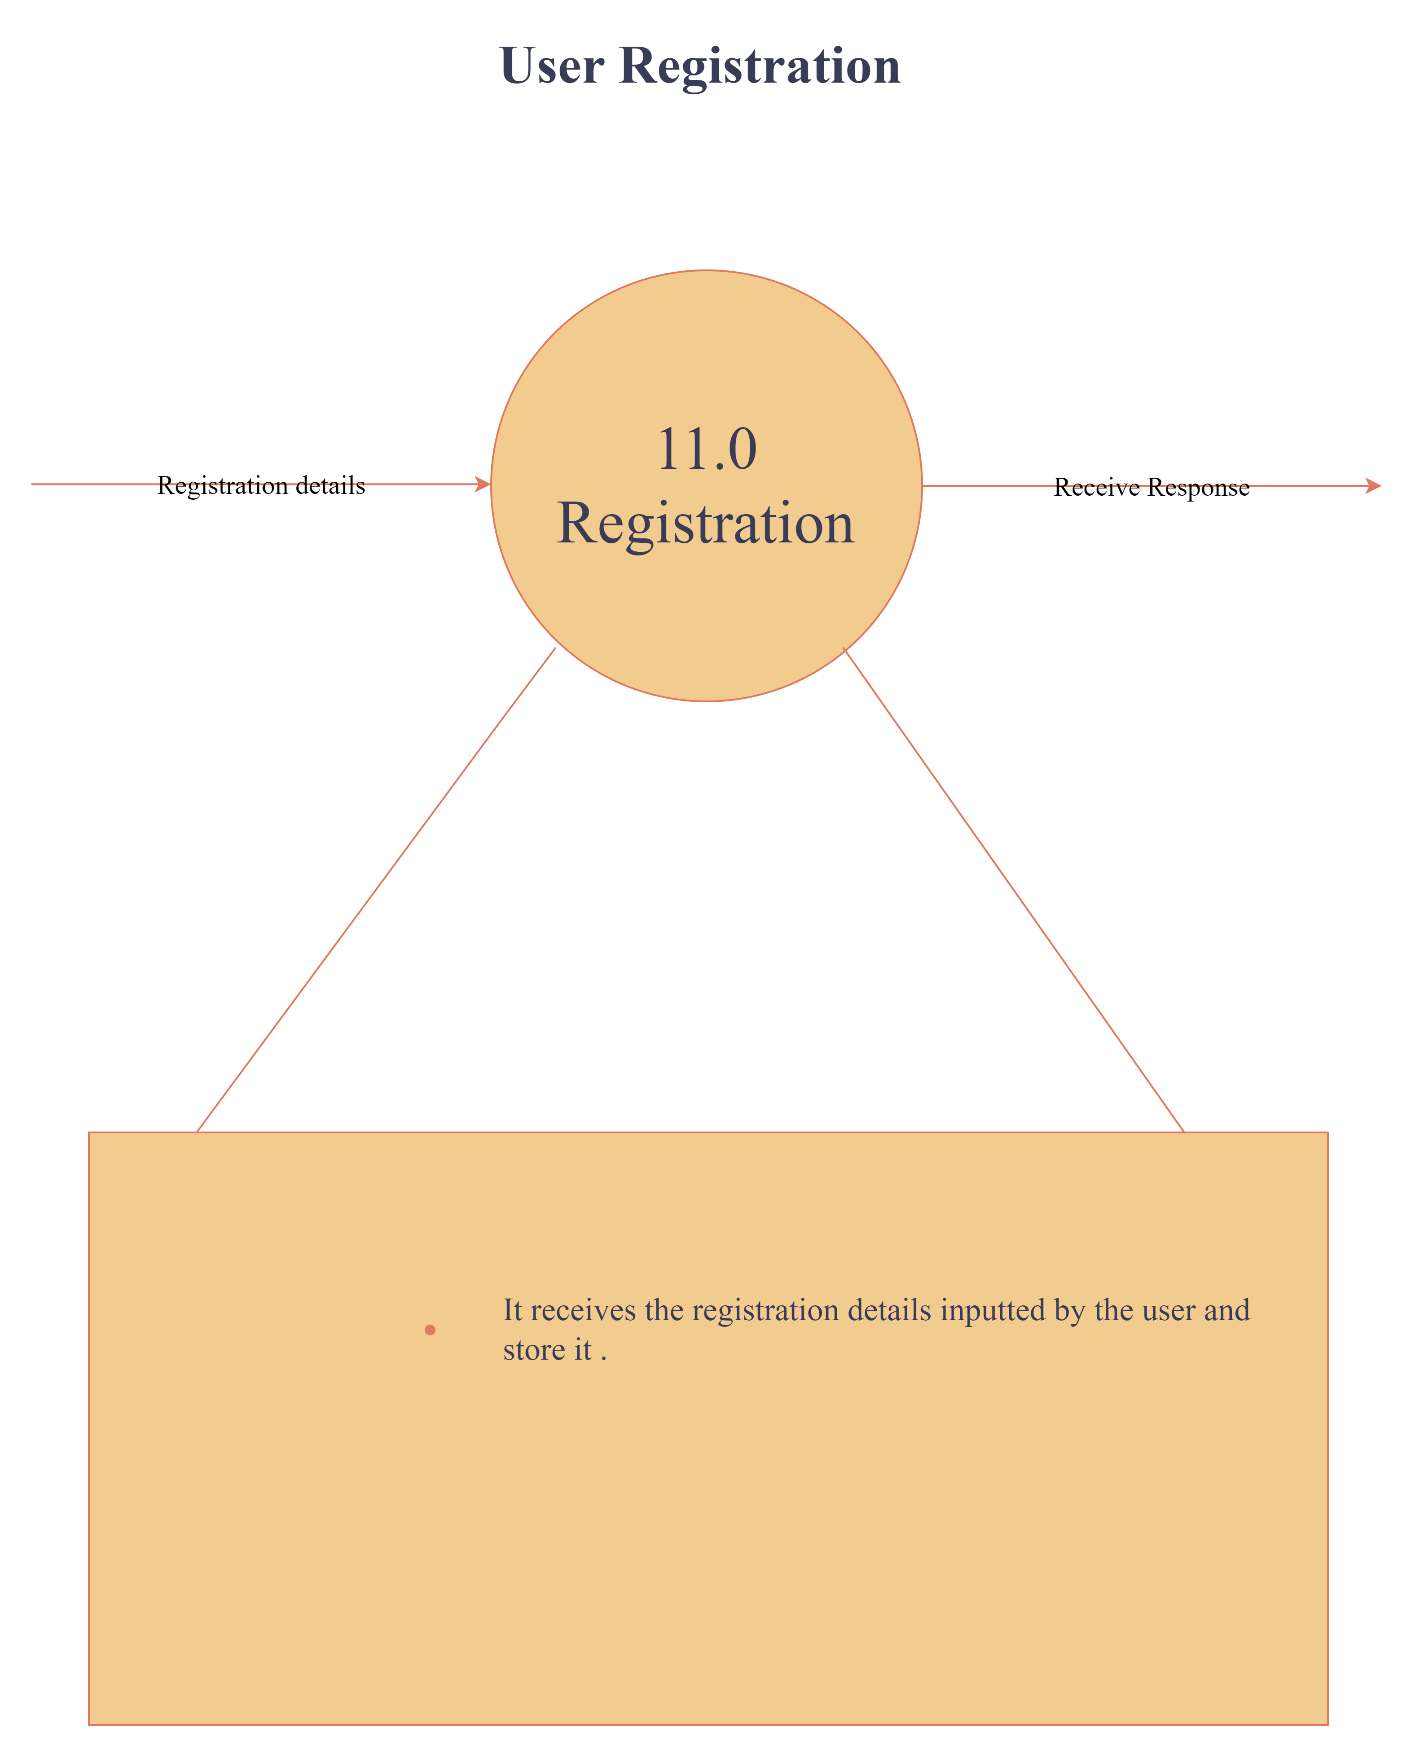 User Registration
11.0
Registration
Registration details
Receive Response
It receives the registration details inputted by the user and
store it .